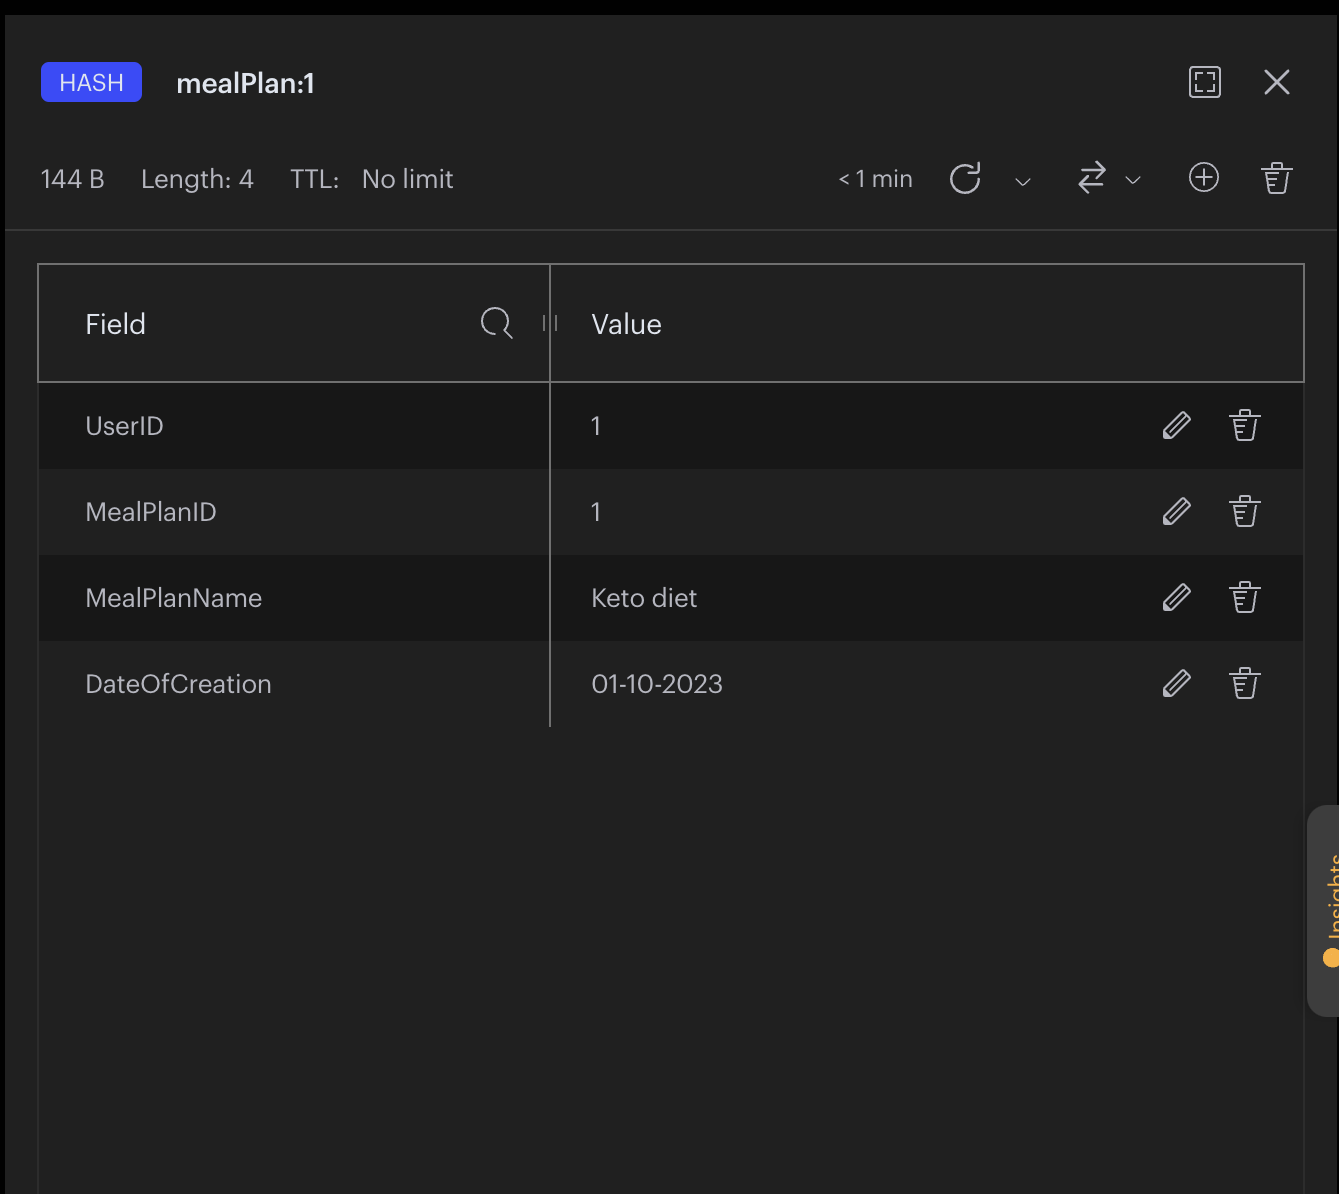 HASH mealPlan:1
144 B Length: 4 TTL: No limit < 1 min
Field Value
UserID 1
MealPlanID 1
MealPlanName Keto diet
DateOfCreation 01-10-2023
Insights